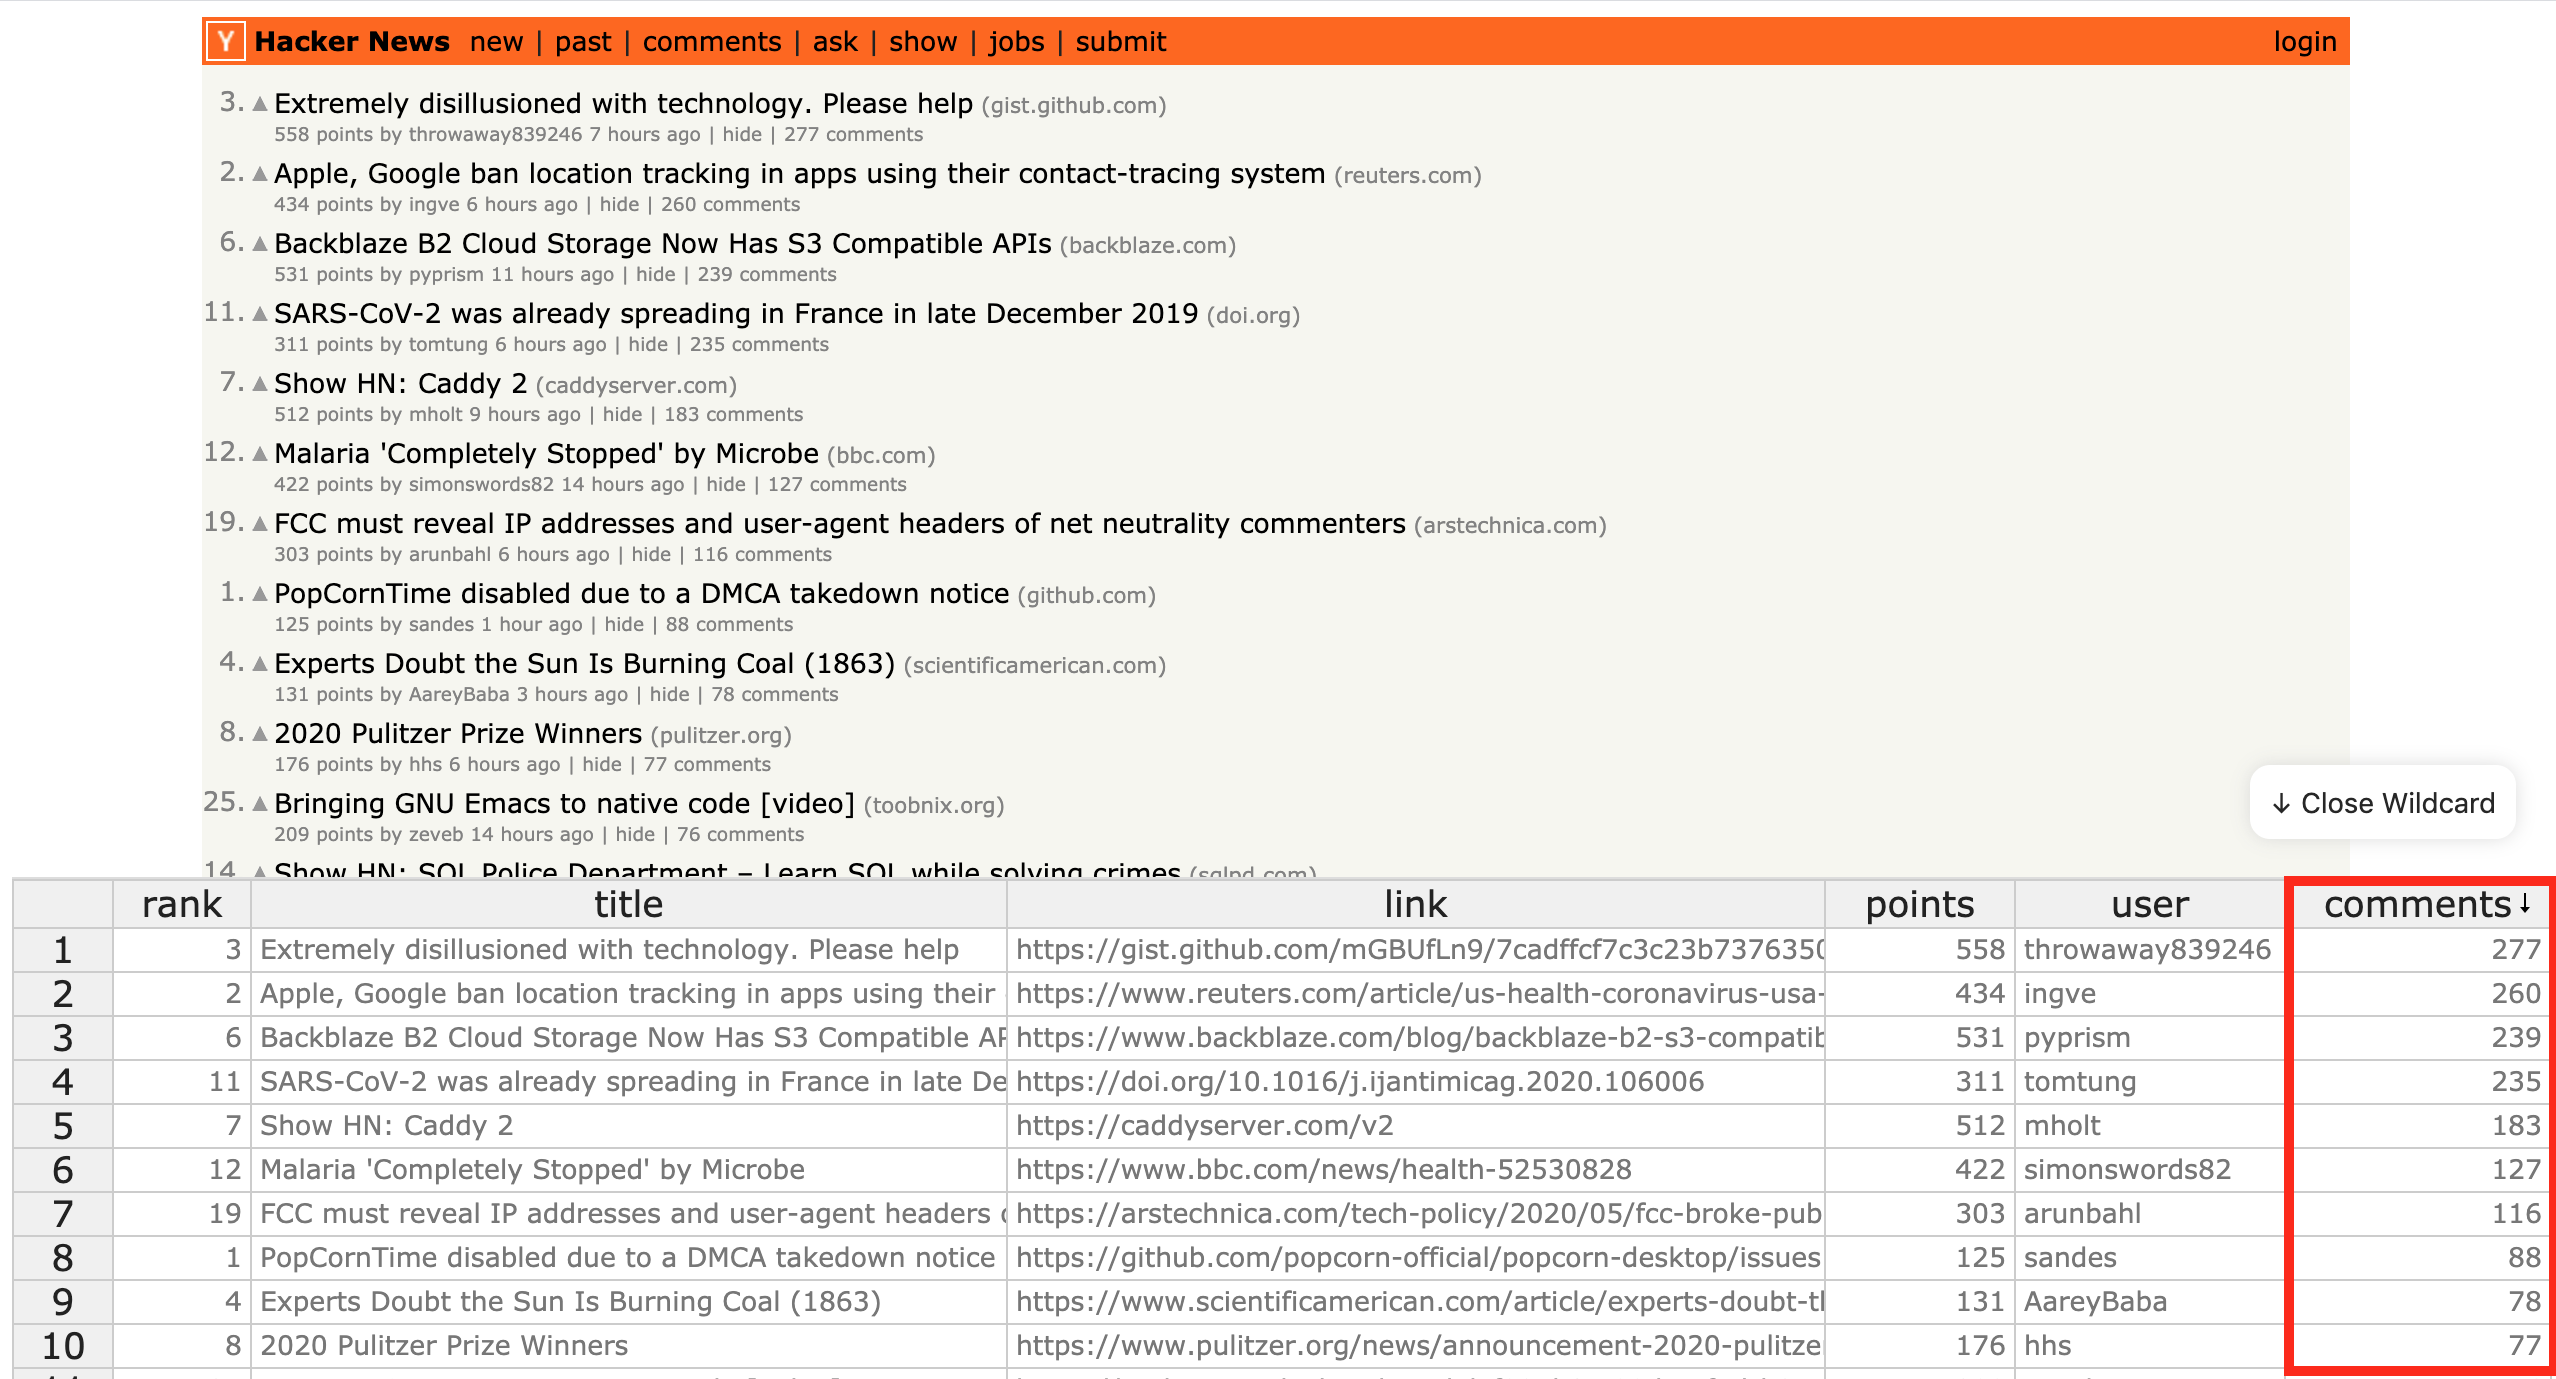 Y Hacker News new | past | comments | ask | show | jobs | submit login
3. ▲ Extremely disillusioned with technology. Please help (gist.github.com)
558 points by throwaway839246 7 hours ago | hide | 277 comments
2. ▲ Apple, Google ban location tracking in apps using their contact-tracing system (reuters.com)
434 points by ingve 6 hours ago | hide | 260 comments
6. ▲ Backblaze B2 Cloud Storage Now Has S3 Compatible APIs (backblaze.com)
531 points by pyprism 11 hours ago | hide | 239 comments
11. ▲ SARS-CoV-2 was already spreading in France in late December 2019 (doi.org)
311 points by tomtung 6 hours ago | hide | 235 comments
7. ▲ Show HN: Caddy 2 (caddyserver.com)
512 points by mholt 9 hours ago | hide | 183 comments
12. ▲ Malaria 'Completely Stopped' by Microbe (bbc.com)
422 points by simonswords82 14 hours ago | hide | 127 comments
19. ▲ FCC must reveal IP addresses and user-agent headers of net neutrality commenters (arstechnica.com)
303 points by arunbahl 6 hours ago | hide | 116 comments
1. ▲ PopCornTime disabled due to a DMCA takedown notice (github.com)
125 points by sandes 1 hour ago | hide | 88 comments
4. ▲ Experts Doubt the Sun Is Burning Coal (1863) (scientificamerican.com)
131 points by AareyBaba 3 hours ago | hide | 78 comments
8. ▲ 2020 Pulitzer Prize Winners (pulitzer.org)
176 points by hhs 6 hours ago | hide | 77 comments
25. ▲ Bringing GNU Emacs to native code [video] (toobnix.org)
209 points by zeveb 14 hours ago | hide | 76 comments
↓ Close Wildcard
14. ▲ Show HN: SQL Police Department – Learn SQL while solving crimes (sqlpd.com)
rank title link points user comments ↓
1 3 Extremely disillusioned with technology. Please help https://gist.github.com/mGBUfLn9/7cadffcf7c3c23b7376350 558 throwaway839246 277
2 2 Apple, Google ban location tracking in apps using their https://www.reuters.com/article/us-health-coronavirus-usa- 434 ingve 260
3 6 Backblaze B2 Cloud Storage Now Has S3 Compatible AP https://www.backblaze.com/blog/backblaze-b2-s3-compatib 531 pyprism 239
4 11 SARS-CoV-2 was already spreading in France in late De https://doi.org/10.1016/j.ijantimicag.2020.106006 311 tomtung 235
5 7 Show HN: Caddy 2 https://caddyserver.com/v2 512 mholt 183
6 12 Malaria 'Completely Stopped' by Microbe https://www.bbc.com/news/health-52530828 422 simonswords82 127
7 19 FCC must reveal IP addresses and user-agent headers https://arstechnica.com/tech-policy/2020/05/fcc-broke-pub 303 arunbahl 116
8 1 PopCornTime disabled due to a DMCA takedown notice https://github.com/popcorn-official/popcorn-desktop/issues 125 sandes 88
9 4 Experts Doubt the Sun Is Burning Coal (1863) https://www.scientificamerican.com/article/experts-doubt-t 131 AareyBaba 78
10 8 2020 Pulitzer Prize Winners https://www.pulitzer.org/news/announcement-2020-pulitze 176 hhs 77